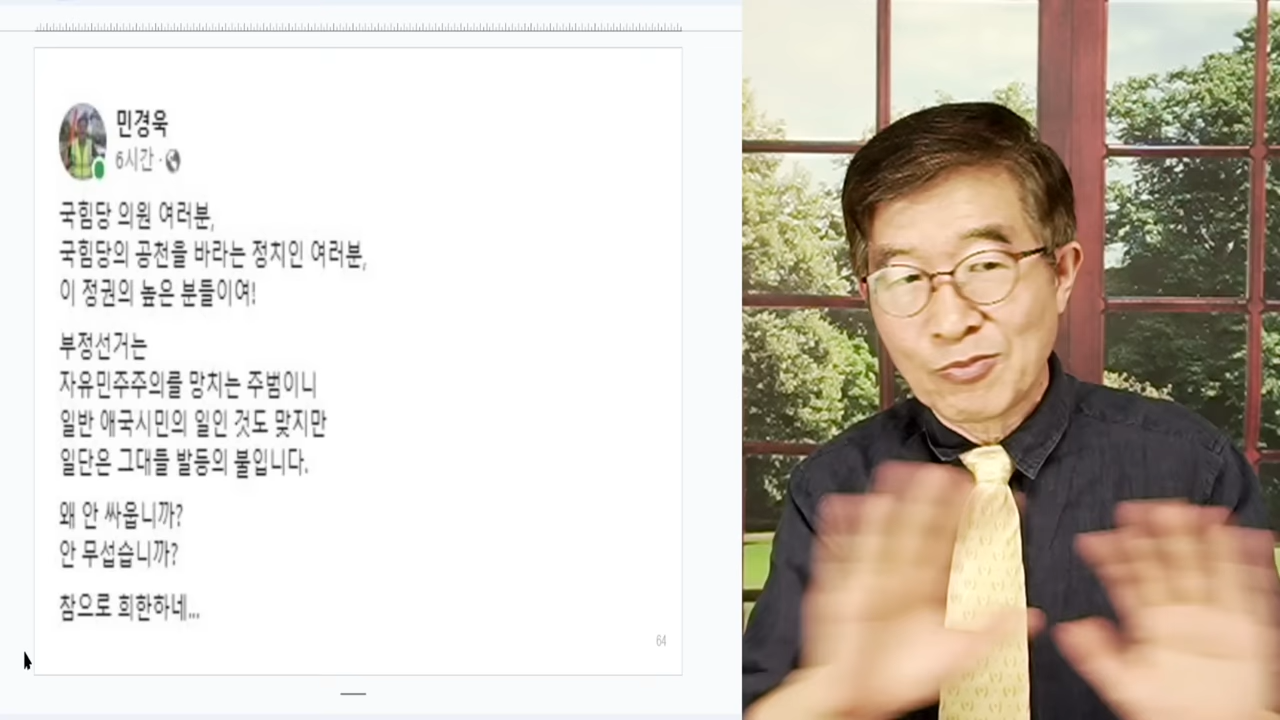 민경욱
6시간 ·
국힘당 의원 여러분,
국힘당의 공천을 바라는 정치인 여러분,
이 정권의 높은 분들이여!
부정선거는
자유민주주의를 망치는 주범이니
일반 애국시민의 일인 것도 맞지만
일단은 그대들 발등의 불입니다.
왜 안 싸웁니까?
안 무섭습니까?
참으로 희한하네...
64